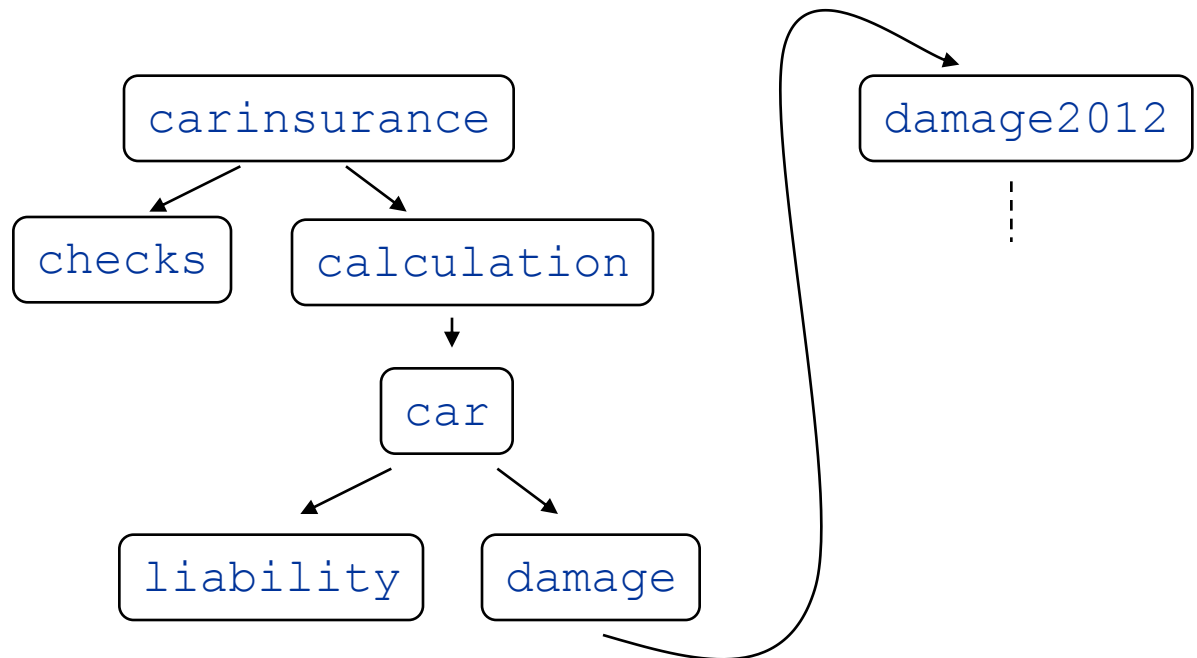 carinsurance
damage2012
checks
calculation
car
liability
damage